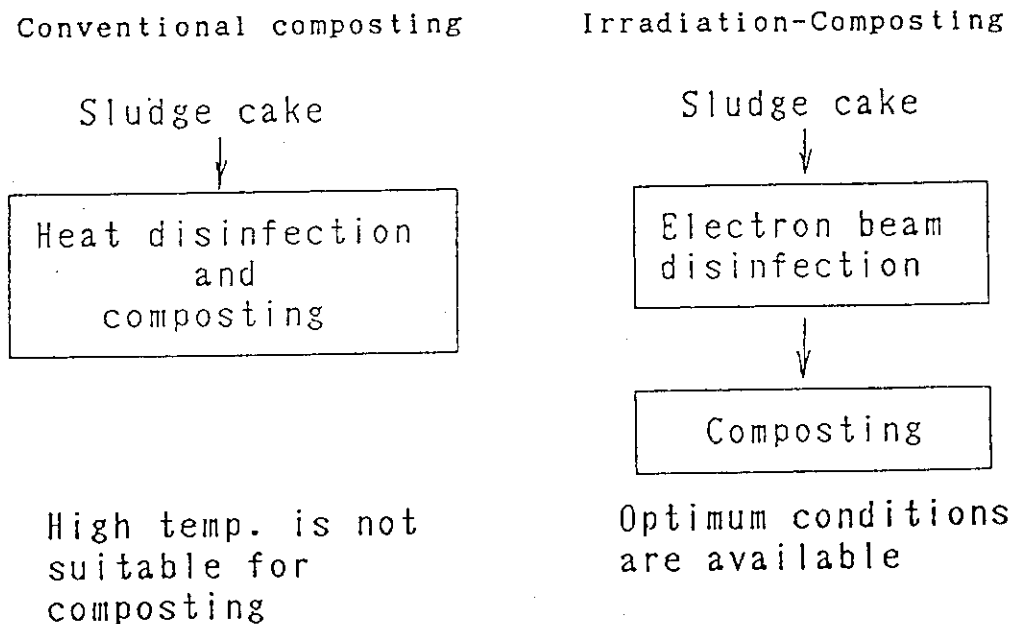 Conventional composting
Sludge cake
Heat disinfection
and
composting
High temp. is not
suitable for
composting
Irradiation-Composting
Sludge cake
Electron beam
disinfection
Composting
Optimum conditions
are available